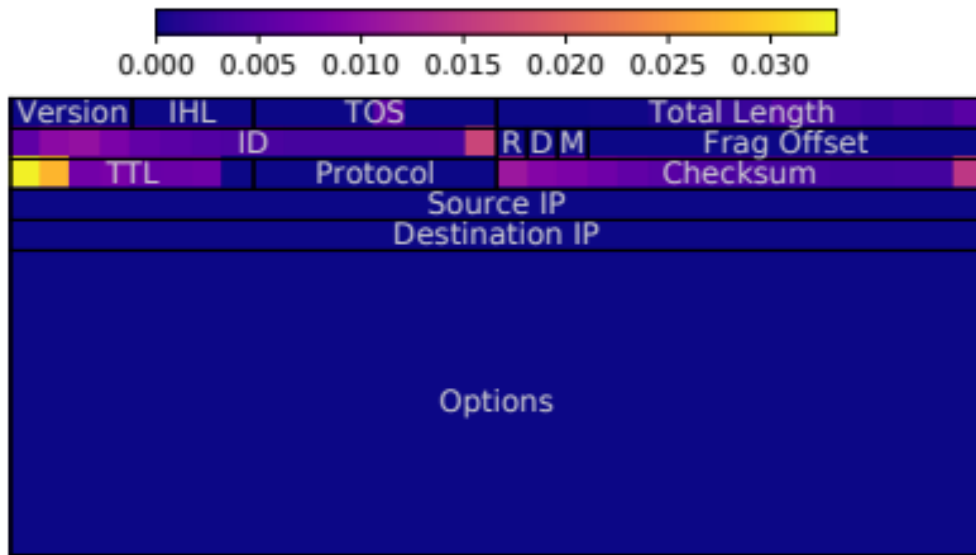 0.000 0.005 0.010 0.015 0.020 0.025 0.030
Version IHL TOS Total Length
ID R D M Frag Offset
TTL Protocol Checksum
Source IP
Destination IP
Options